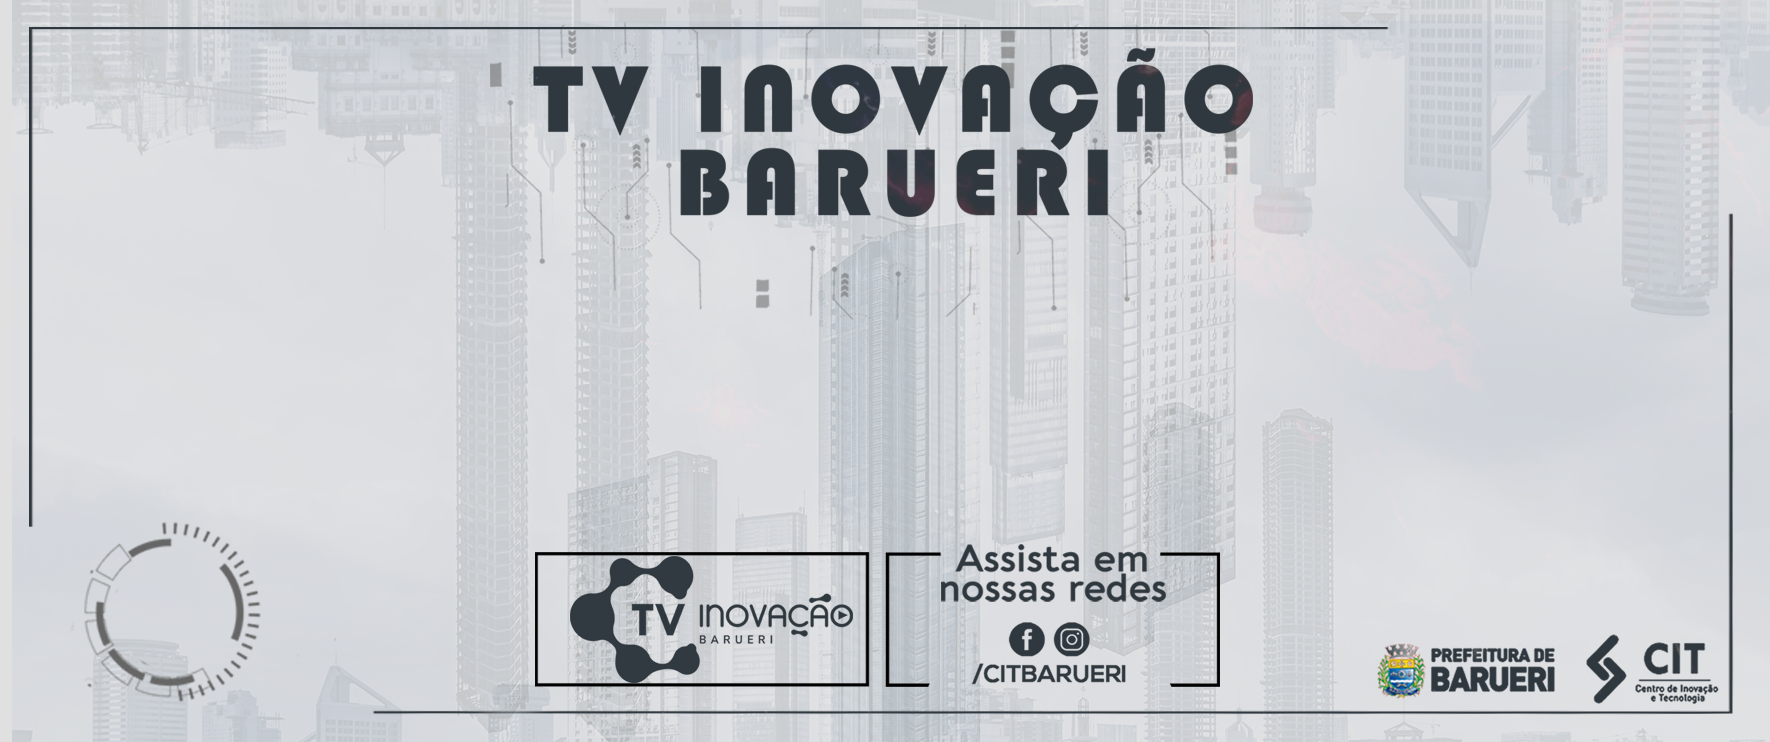 TV INOVAÇÃO
BARUERI
TV INOVAÇÃO
BARUERI
Assista em
nossas redes
/CITBARUERI
PREFEITURA DE
BARUERI
CIT
Centro de Inovação
e Tecnologia